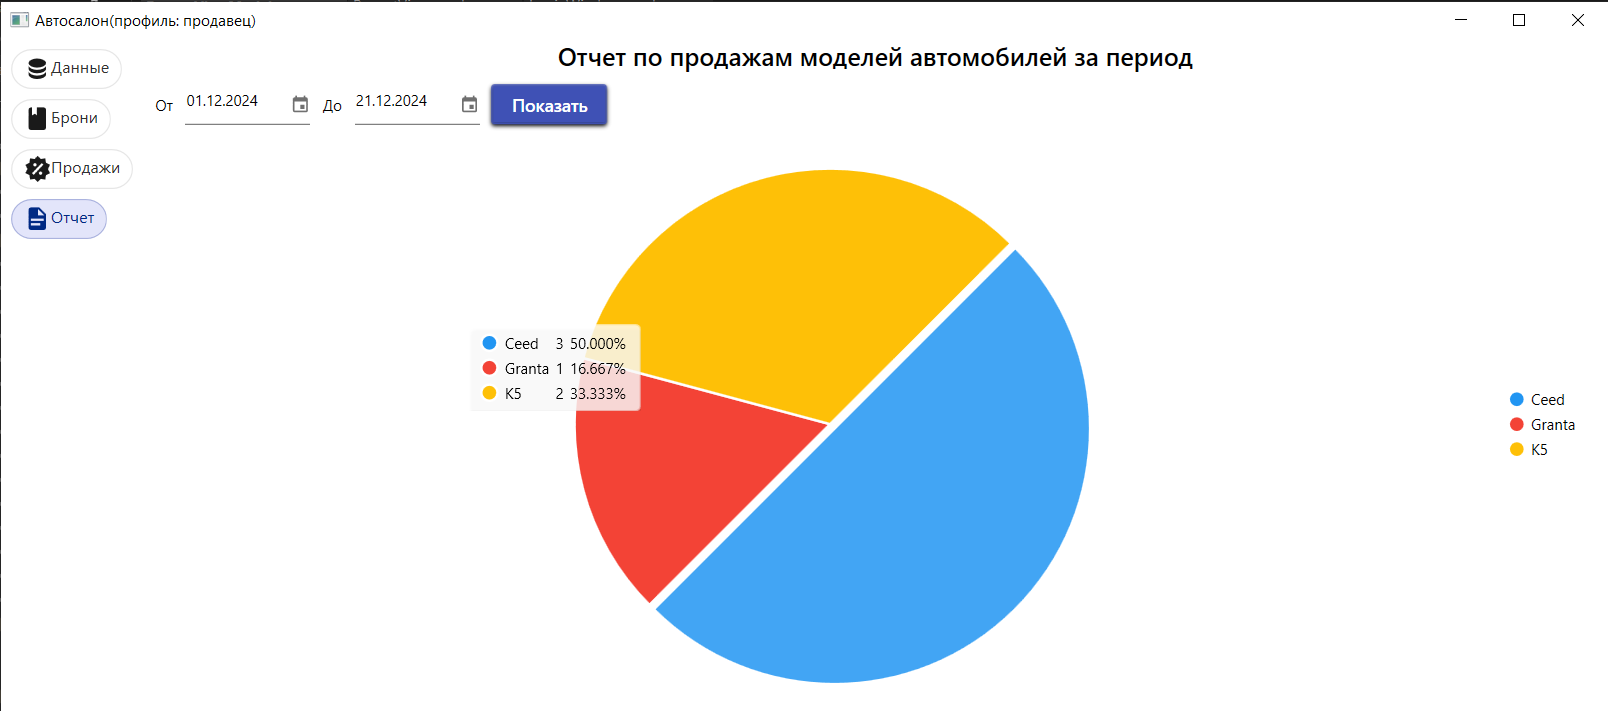 Автосалон(профиль: продавец)
Данные
Брони
Продажи
Отчет
Отчет по продажам моделей автомобилей за период
От 01.12.2024 До 21.12.2024 Показать
Ceed 3 50.000%
Granta 1 16.667%
K5 2 33.333%
Ceed
Granta
K5